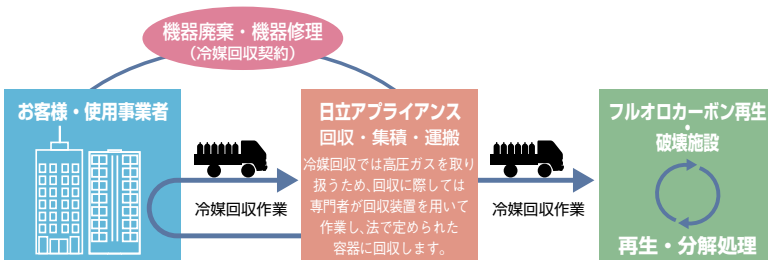 機器廃棄・機器修理
（冷媒回収契約）
お客様・使用事業者
冷媒回収作業
日立アプライアンス
回収・集積・運搬
冷媒回収では高圧ガスを取り
扱うため、回収に際しては
専門者が回収装置を用いて
作業し、法で定められた
容器に回収します。
冷媒回収作業
フルオロカーボン再生
・
破壊施設
再生・分解処理